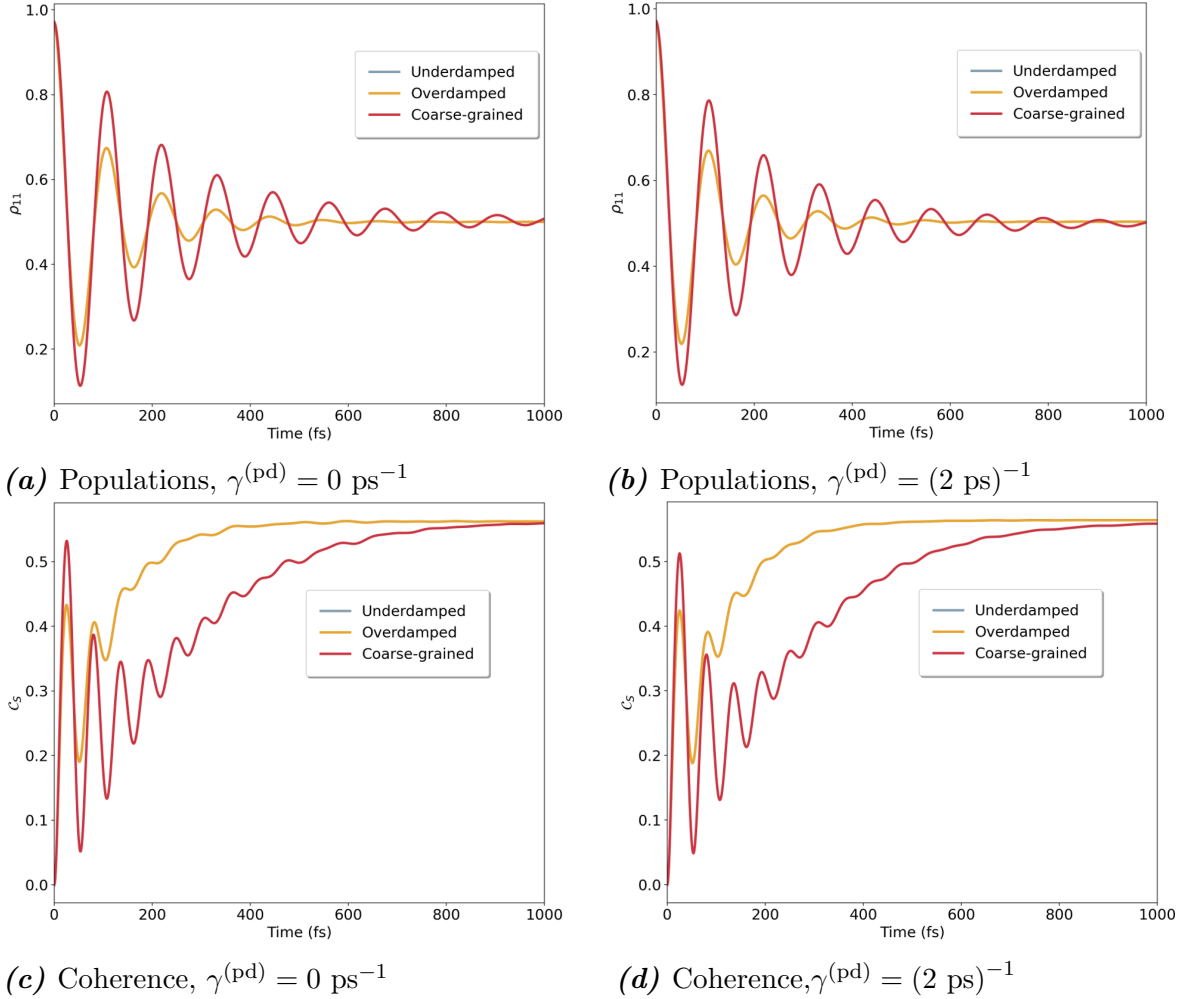 1.0
0.8
0.6
0.4
0.2
ρ₁₁
0 200 400 600 800 1000
Time (fs)
Underdamped
Overdamped
Coarse-grained
(a) Populations, γ^(pd) = 0 ps⁻¹
1.0
0.8
0.6
0.4
0.2
ρ₁₁
0 200 400 600 800 1000
Time (fs)
Underdamped
Overdamped
Coarse-grained
(b) Populations, γ^(pd) = (2 ps)⁻¹
0.5
0.4
0.3
0.2
0.1
0.0
cₛ
0 200 400 600 800 1000
Time (fs)
Underdamped
Overdamped
Coarse-grained
(c) Coherence, γ^(pd) = 0 ps⁻¹
0.5
0.4
0.3
0.2
0.1
0.0
cₛ
0 200 400 600 800 1000
Time (fs)
Underdamped
Overdamped
Coarse-grained
(d) Coherence,γ^(pd) = (2 ps)⁻¹